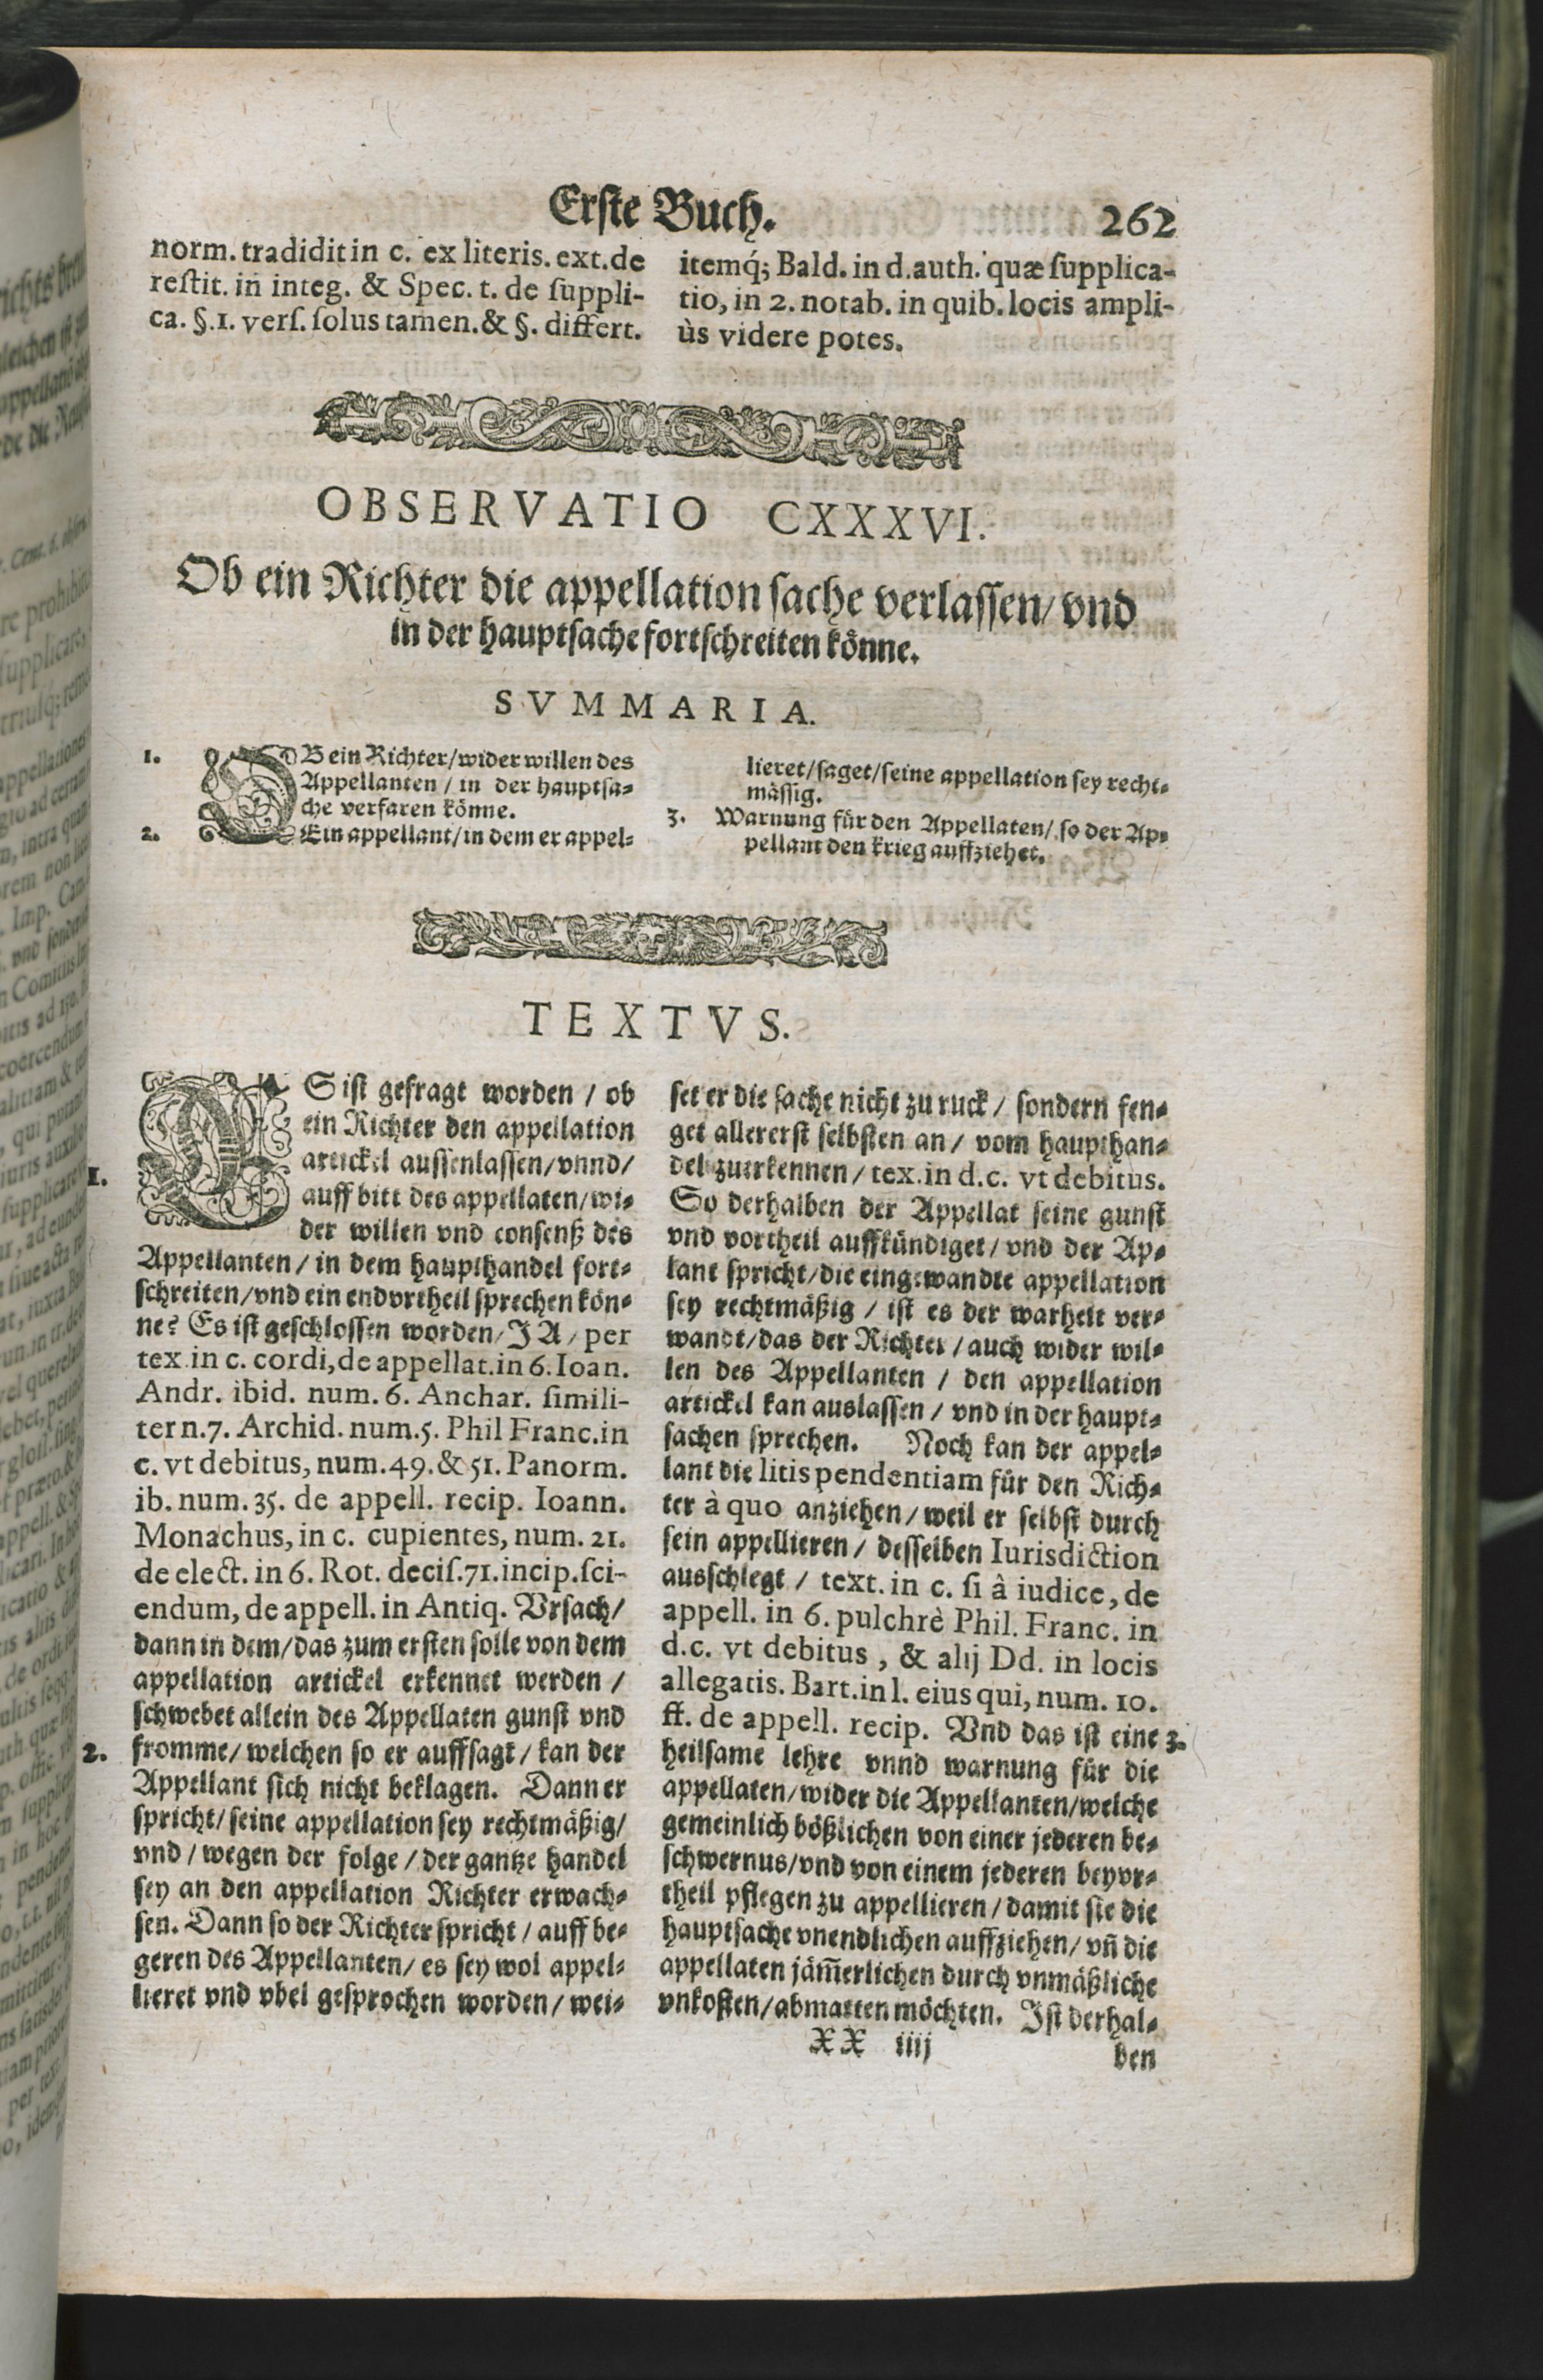 Erste Buch. 262
norm. tradidit in c. ex literis. ext. de
restit. in integ. & Spec. t. de suppli-
ca. §.1. vers. solus tamen. & §. differt.
itemq́; Bald. in d. auth. quæ supplica-
tio, in 2. notab. in quib. locis ampli-
ùs videre potes.
OBSERVATIO CXXXVI.
Ob ein Richter die appellation sache verlassen/ vnd
in der hauptsache fortschreiten könne.
SVMMARIA.
1. OB ein Richter/ wider willen des
Appellanten / in der hauptsa-
che verfaren könne.
2. Ein appellant/ in dem er appel-
lieret/ saget/ seine appellation sey recht-
mässig.
3. Warnung für den Appellaten/ so der Ap-
pellant den krieg auffziehet.
TEXTVS.
ES ist gefragt worden / ob
ein Richter den appellation
1. artickel aussenlassen/ vnnd/
auff bitt des appellaten/ wi-
der willen vnd consenß des
Appellanten / in dem haupthandel fort-
schreiten/ vnd ein endvrtheil sprechen kön-
ne? Es ist geschlossen worden/ JA / per
tex. in c. cordi, de appellat. in 6. Ioan.
Andr. ibid. num. 6. Anchar. simili-
ter n. 7. Archid. num. 5. Phil Franc. in
c. vt debitus, num. 49. & 51. Panorm.
ib. num. 35. de appell. recip. Ioann.
Monachus, in c. cupientes, num. 21.
de elect. in 6. Rot. decis. 71. incip. sci-
endum, de appell. in Antiq. Vrsach/
dann in dem/ das zum ersten solle von dem
appellation artickel erkennet werden /
schwebet allein des Appellaten gunst vnd
2. fromme/ welchen so er auffsagt / kan der
Appellant sich nicht beklagen. Dann er
spricht/ seine appellation sey rechtmäßig/
vnd / wegen der folge / der gantze handel
sey an den appellation Richter erwach-
sen. Dann so der Richter spricht / auff be-
geren des Appellanten/ es sey wol appel-
lieret vnd vbel gesprochen worden/ wei-
set er die sache nicht zu ruck / sondern fen-
get allererst selbsten an / vom haupthan-
del zuerkennen / tex. in d. c. vt debitus.
So derhalben der Appellat seine gunst
vnd vortheil auffkündiget / vnd der Ap-
lant spricht/ die eingewandte appellation
sey rechtmäßig / ist es der warheit ver-
wandt/ das der Richter / auch wider wil-
len des Appellanten / den appellation
artickel kan auslassen / vnd in der haupt-
sachen sprechen. Noch kan der appel-
lant die litispendentiam für den Rich-
ter à quo anziehen/ weil er selbst durch
sein appellieren / desselben Iurisdiction
ausschlegt / text. in c. si à iudice, de
appell. in 6. pulchrè Phil. Franc. in
d. c. vt debitus, & alij Dd. in locis
allegatis. Bart. in l. eius qui, num. 10.
ff. de appell. recip. Vnd das ist eine 3.
heilsame lehre vnnd warnung für die
appellaten/ wider die Appellanten/ welche
gemeinlich bößlichen von einer jederen be-
schwernus/ vnd von einem jederen beyvr-
theil pflegen zu appellieren / damit sie die
hauptsache vnendlichen auffziehen/ vñ die
appellaten jäm̃erlichen durch vnmäßliche
vnkosten/ abmatten möchten. Ist derhal-
XX iiij
ben